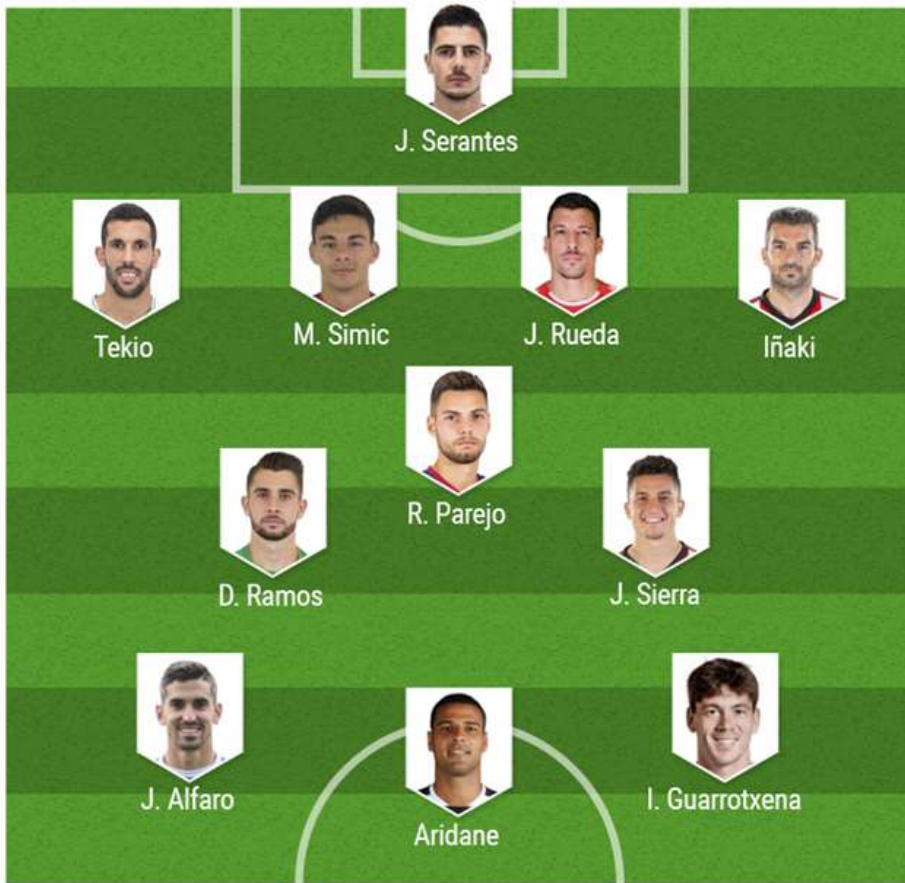 J. Serantes
Tekio
M. Simic
J. Rueda
Iñaki
R. Parejo
D. Ramos
J. Sierra
J. Alfaro
Aridane
I. Guarrotxena